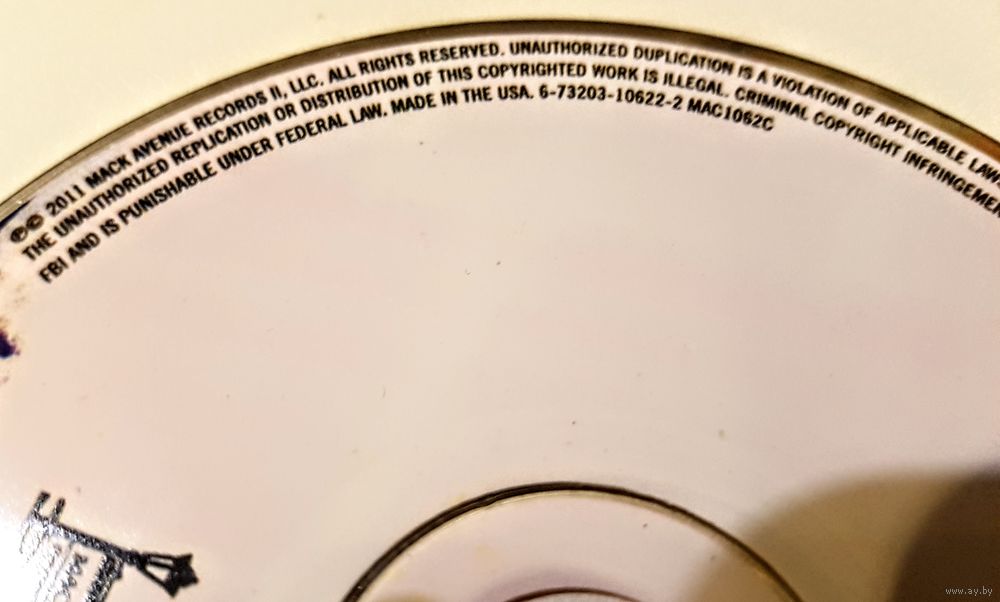 ℗© 2011 MACK AVENUE RECORDS II, LLC. ALL RIGHTS RESERVED. UNAUTHORIZED DUPLICATION IS A VIOLATION OF APPLICABLE LAWS.
THE UNAUTHORIZED REPLICATION OR DISTRIBUTION OF THIS COPYRIGHTED WORK IS ILLEGAL. CRIMINAL COPYRIGHT INFRINGEMEN
FBI AND IS PUNISHABLE UNDER FEDERAL LAW. MADE IN THE USA. 6-73203-10622-2 MAC1062C
www.ay.by